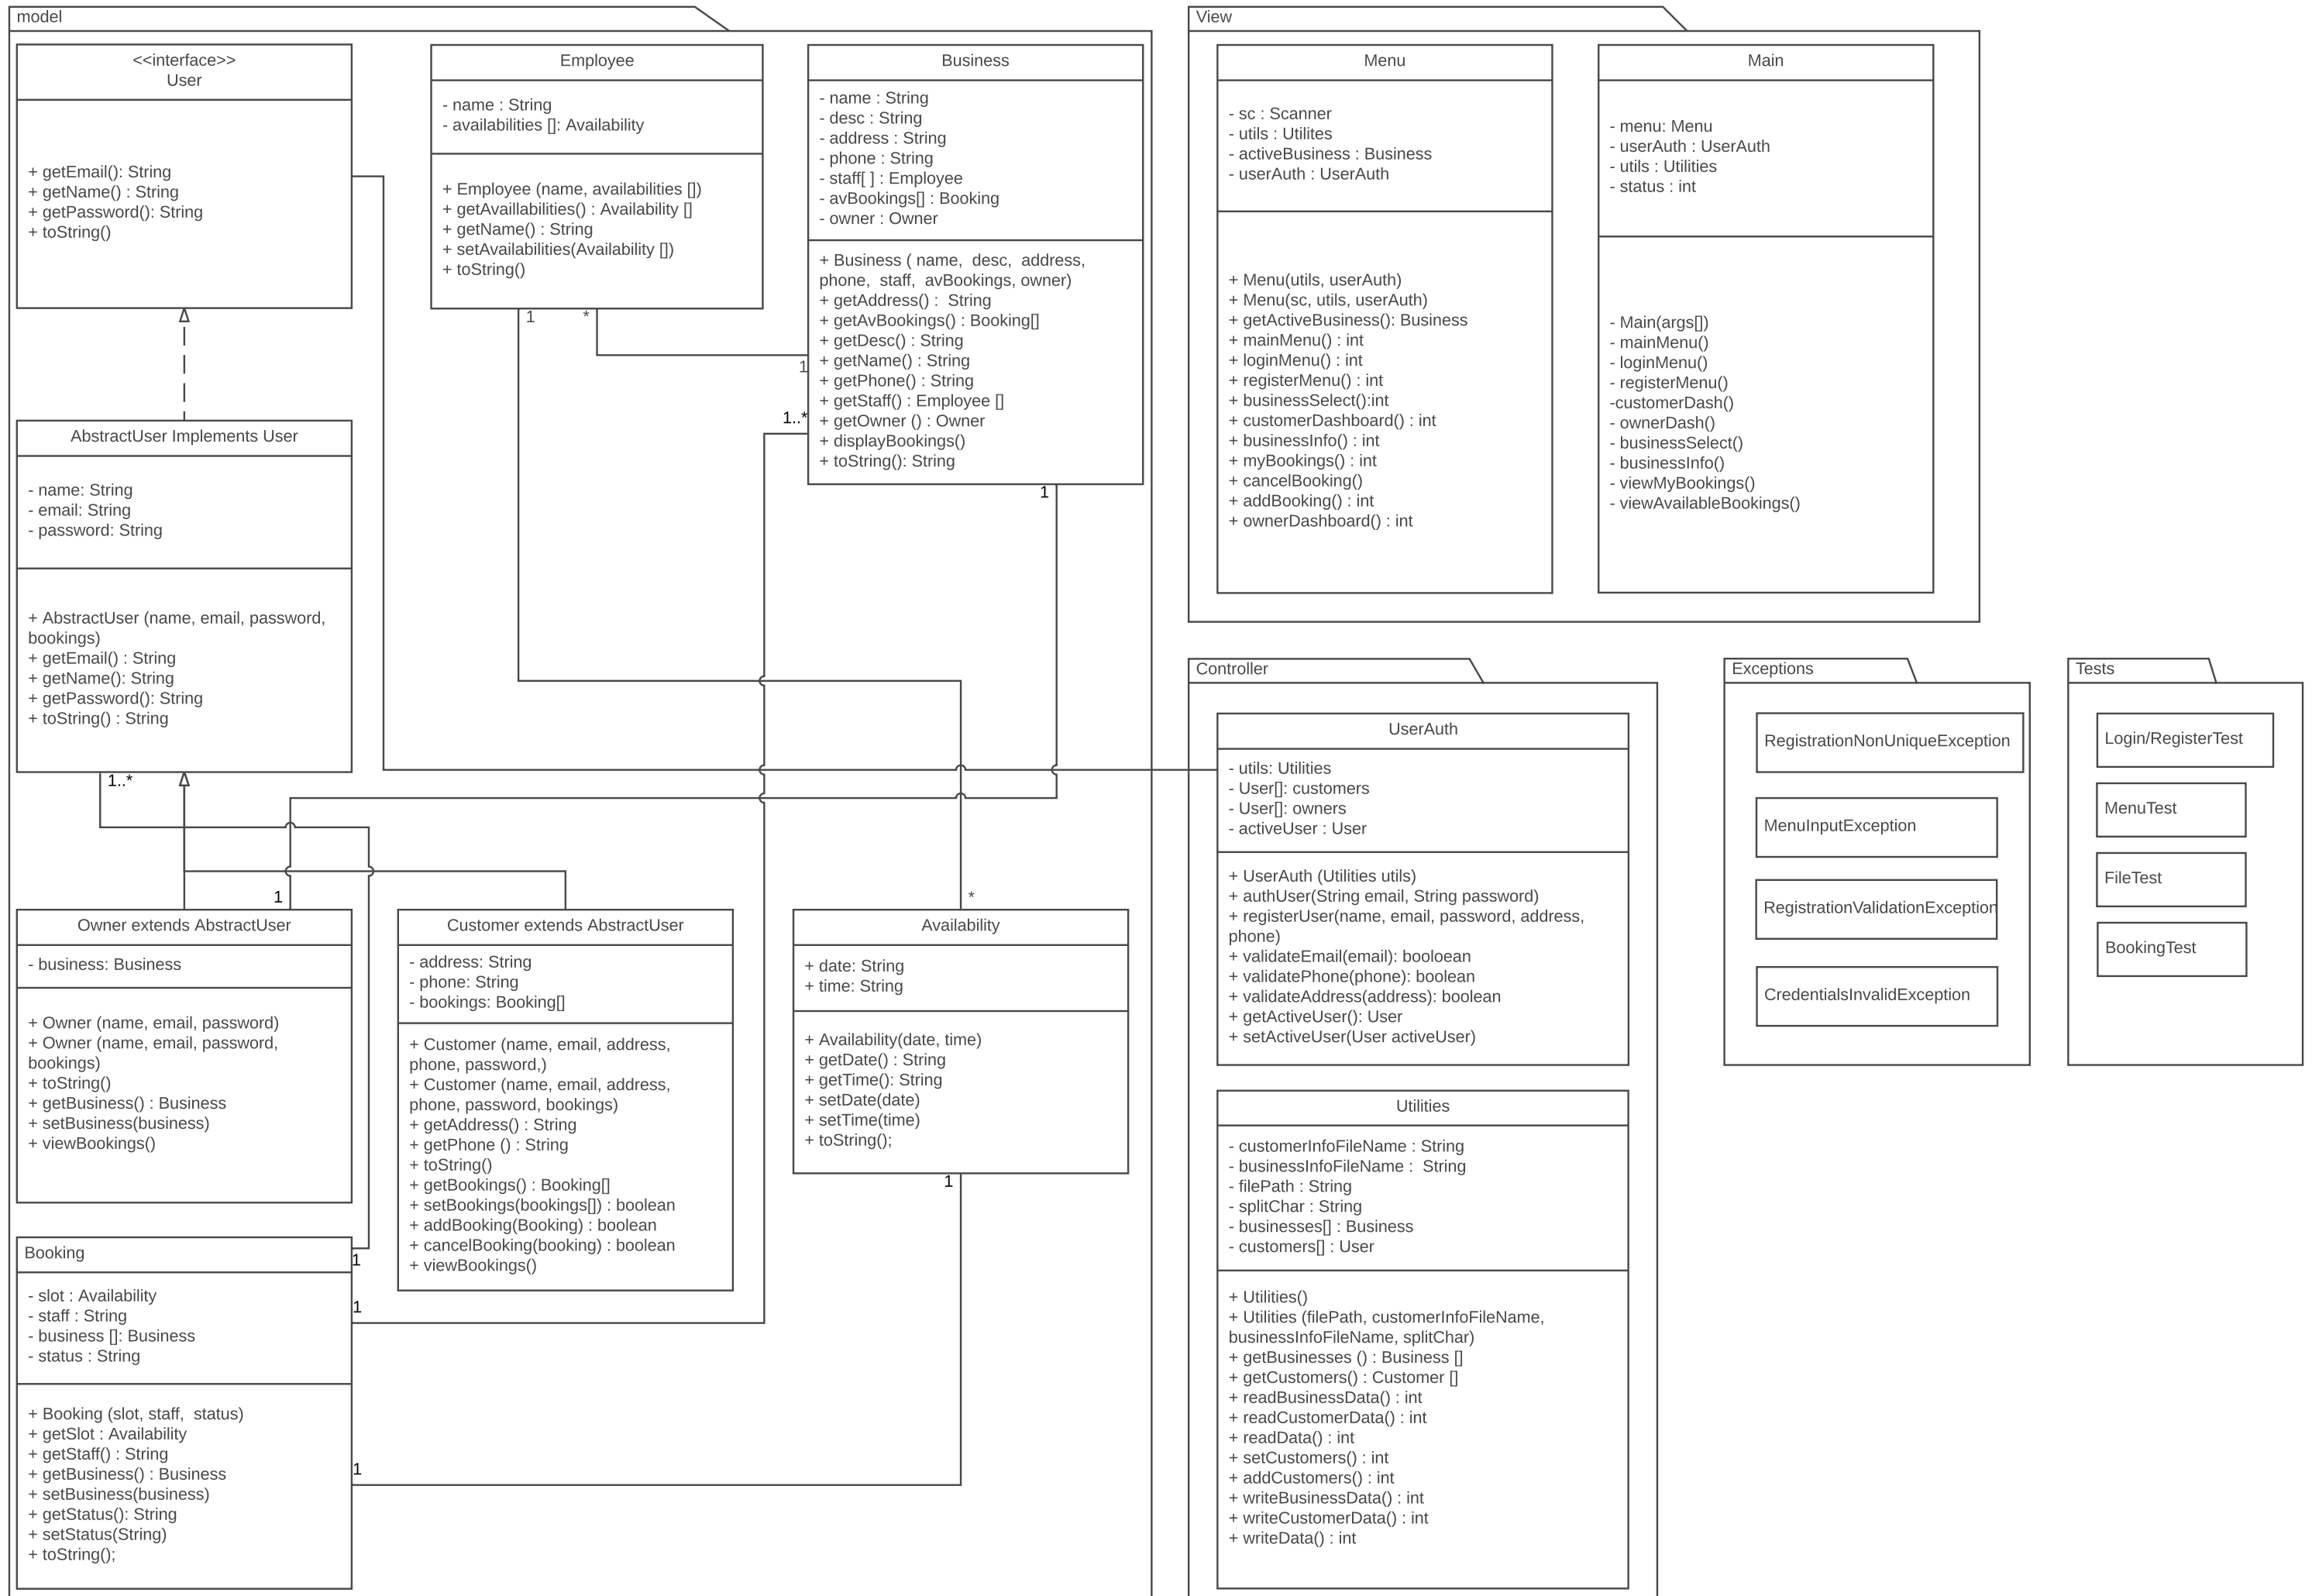 model
<<interface>>
User
+ getEmail(): String
+ getName() : String
+ getPassword(): String
+ toString()
Employee
- name : String
- availabilities []: Availability
+ Employee (name, availabilities [])
+ getAvaillabilities() : Availability []
+ getName() : String
+ setAvailabilities(Availability [])
+ toString()
1
*
Business
- name : String
- desc : String
- address : String
- phone : String
- staff[ ] : Employee
- avBookings[] : Booking
- owner : Owner
+ Business ( name,  desc,  address,
phone,  staff,  avBookings, owner)
+ getAddress() :  String
+ getAvBookings() : Booking[]
+ getDesc() : String
+ getName() : String
+ getPhone() : String
+ getStaff() : Employee []
+ getOwner () : Owner
+ displayBookings()
+ toString(): String
1
1..*
1
AbstractUser Implements User
- name: String
- email: String
- password: String
+ AbstractUser (name, email, password,
bookings)
+ getEmail() : String
+ getName(): String
+ getPassword(): String
+ toString() : String
1..*
1
Owner extends AbstractUser
- business: Business
+ Owner (name, email, password)
+ Owner (name, email, password,
bookings)
+ toString()
+ getBusiness() : Business
+ setBusiness(business)
+ viewBookings()
Customer extends AbstractUser
- address: String
- phone: String
- bookings: Booking[]
+ Customer (name, email, address,
phone, password,)
+ Customer (name, email, address,
phone, password, bookings)
+ getAddress() : String
+ getPhone () : String
+ toString()
+ getBookings() : Booking[]
+ setBookings(bookings[]) : boolean
+ addBooking(Booking) : boolean
+ cancelBooking(booking) : boolean
+ viewBookings()
*
Availability
+ date: String
+ time: String
+ Availability(date, time)
+ getDate() : String
+ getTime(): String
+ setDate(date)
+ setTime(time)
+ toString();
1
Booking
- slot : Availability
- staff : String
- business []: Business
- status : String
+ Booking (slot, staff,  status)
+ getSlot : Availability
+ getStaff() : String
+ getBusiness() : Business
+ setBusiness(business)
+ getStatus(): String
+ setStatus(String)
+ toString();
1
1
1
View
Menu
- sc : Scanner
- utils : Utilites
- activeBusiness : Business
- userAuth : UserAuth
+ Menu(utils, userAuth)
+ Menu(sc, utils, userAuth)
+ getActiveBusiness(): Business
+ mainMenu() : int
+ loginMenu() : int
+ registerMenu() : int
+ businessSelect():int
+ customerDashboard() : int
+ businessInfo() : int
+ myBookings() : int
+ cancelBooking()
+ addBooking() : int
+ ownerDashboard() : int
Main
- menu: Menu
- userAuth : UserAuth
- utils : Utilities
- status : int
- Main(args[])
- mainMenu()
- loginMenu()
- registerMenu()
-customerDash()
- ownerDash()
- businessSelect()
- businessInfo()
- viewMyBookings()
- viewAvailableBookings()
Controller
UserAuth
- utils: Utilities
- User[]: customers
- User[]: owners
- activeUser : User
+ UserAuth (Utilities utils)
+ authUser(String email, String password)
+ registerUser(name, email, password, address,
phone)
+ validateEmail(email): booloean
+ validatePhone(phone): boolean
+ validateAddress(address): boolean
+ getActiveUser(): User
+ setActiveUser(User activeUser)
Utilities
- customerInfoFileName : String
- businessInfoFileName :  String
- filePath : String
- splitChar : String
- businesses[] : Business
- customers[] : User
+ Utilities()
+ Utilities (filePath, customerInfoFileName,
businessInfoFileName, splitChar)
+ getBusinesses () : Business []
+ getCustomers() : Customer []
+ readBusinessData() : int
+ readCustomerData() : int
+ readData() : int
+ setCustomers() : int
+ addCustomers() : int
+ writeBusinessData() : int
+ writeCustomerData() : int
+ writeData() : int
Exceptions
RegistrationNonUniqueException
MenuInputException
RegistrationValidationException
CredentialsInvalidException
Tests
Login/RegisterTest
MenuTest
FileTest
BookingTest